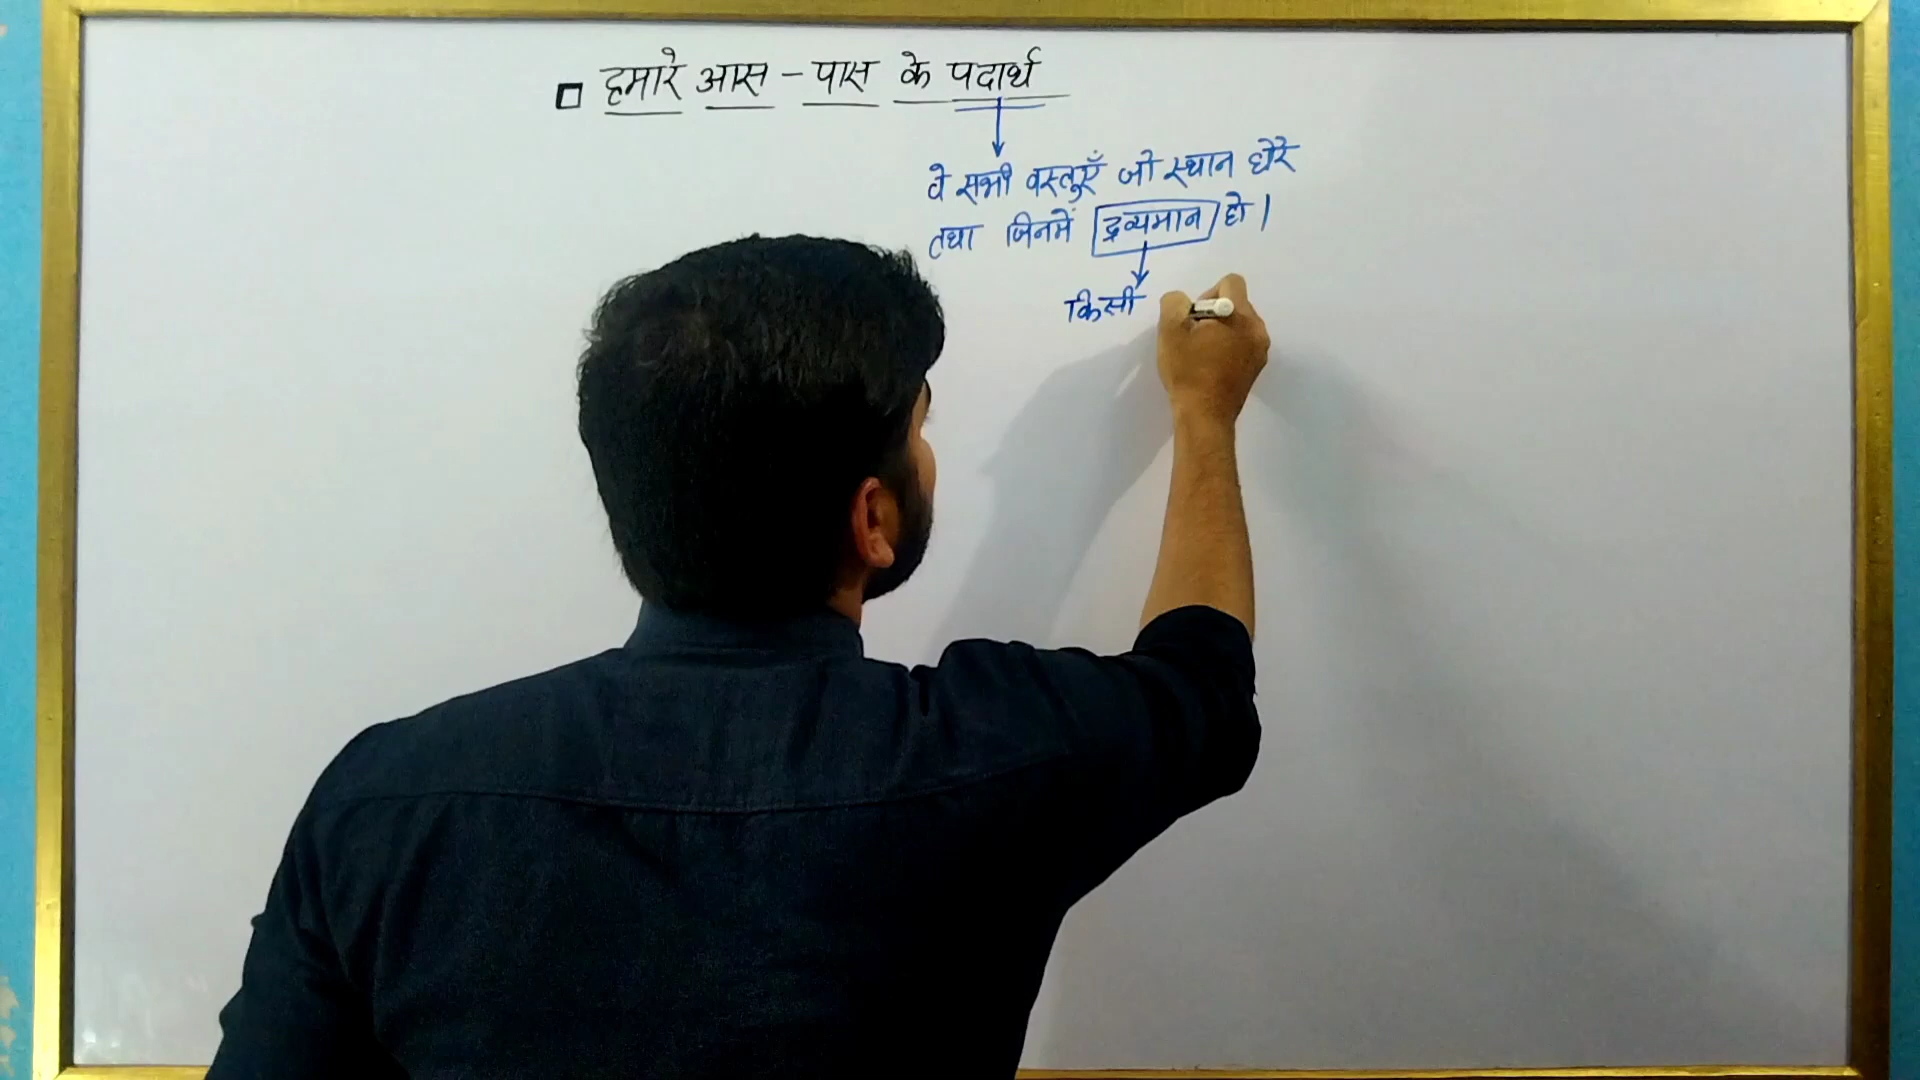 हमारे आस - पास के पदार्थ
वे सभी वस्तुएँ जो स्थान घेरे
तथा जिनमें द्रव्यमान हो।
किसी